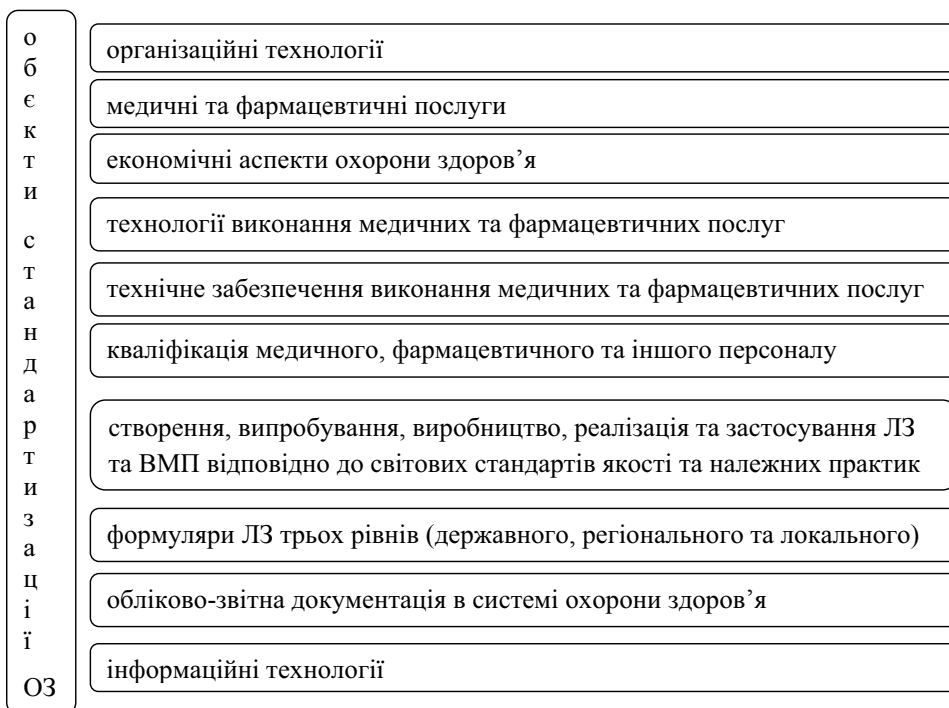 обєкти стандартизації ОЗ
організаційні технології
медичні та фармацевтичні послуги
економічні аспекти охорони здоров’я
технології виконання медичних та фармацевтичних послуг
технічне забезпечення виконання медичних та фармацевтичних послуг
кваліфікація медичного, фармацевтичного та іншого персоналу
створення, випробування, виробництво, реалізація та застосування ЛЗ
та ВМП відповідно до світових стандартів якості та належних практик
формуляри ЛЗ трьох рівнів (державного, регіонального та локального)
обліково-звітна документація в системі охорони здоров’я
інформаційні технології